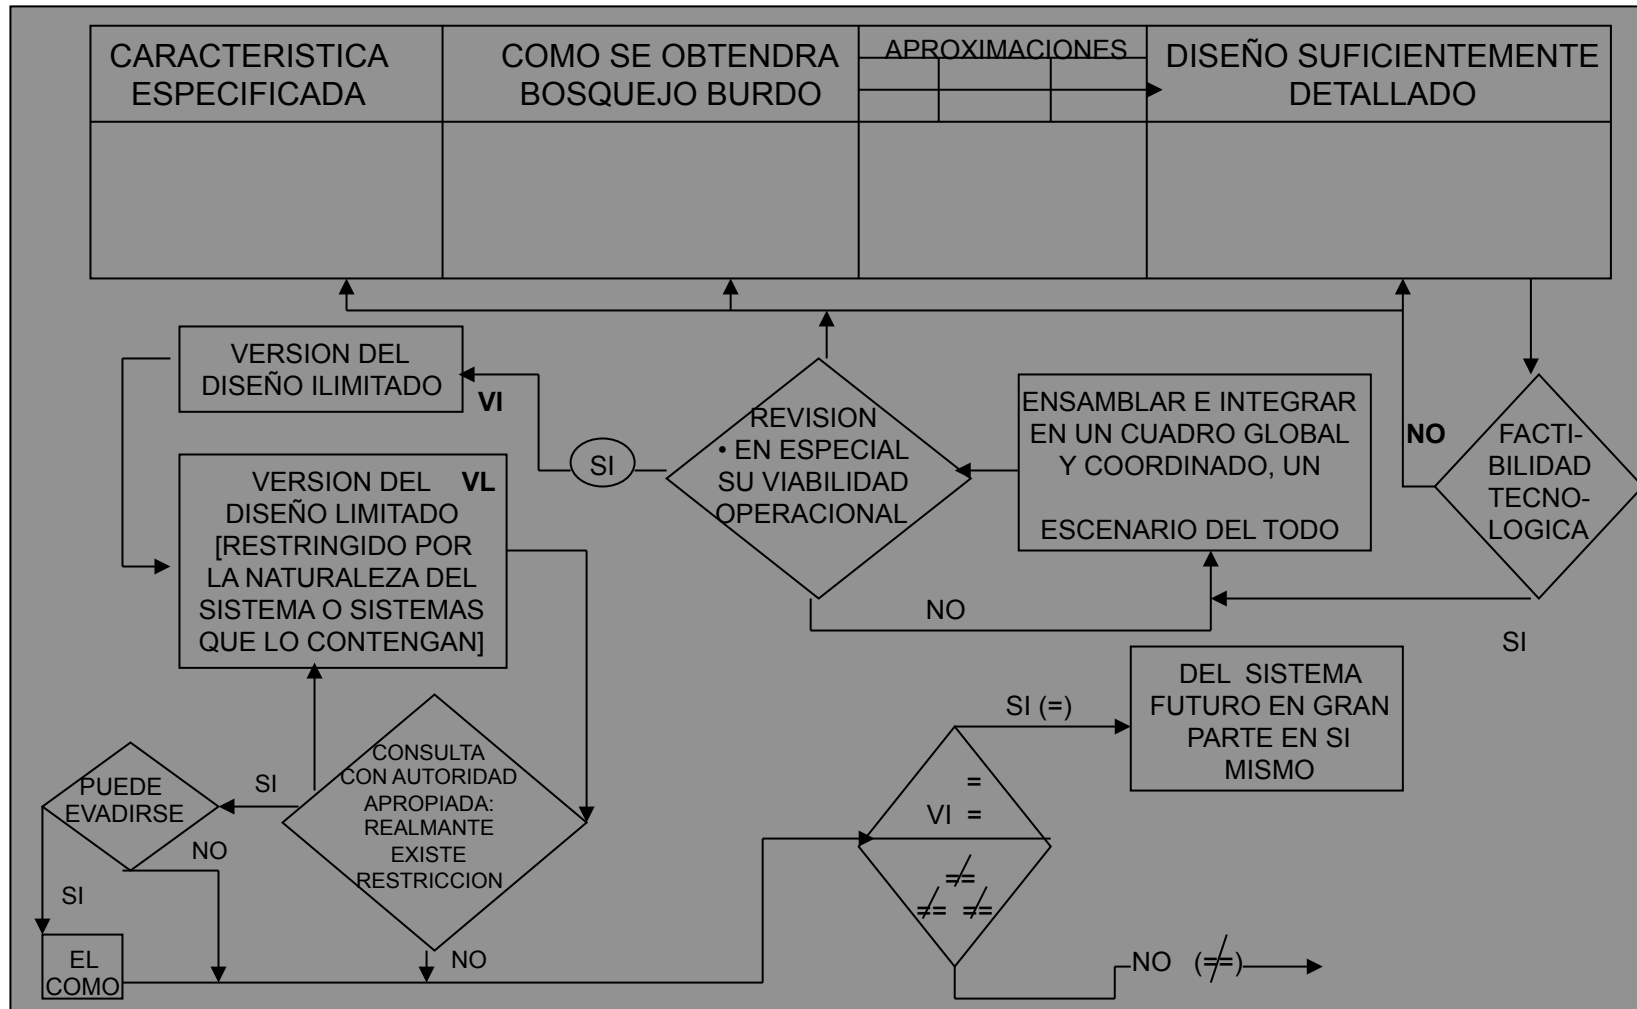 CARACTERISTICA
ESPECIFICADA
COMO SE OBTENDRA
BOSQUEJO BURDO
APROXIMACIONES
DISEÑO SUFICIENTEMENTE
DETALLADO
VERSION DEL
DISEÑO ILIMITADO
VI
SI
REVISION
• EN ESPECIAL
SU VIABILIDAD
OPERACIONAL
ENSAMBLAR E INTEGRAR
EN UN CUADRO GLOBAL
Y COORDINADO, UN
ESCENARIO DEL TODO
NO
FACTI-
BILIDAD
TECNO-
LOGICA
VERSION DEL VL
DISEÑO LIMITADO
[RESTRINGIDO POR
LA NATURALEZA DEL
SISTEMA O SISTEMAS
QUE LO CONTENGAN]
NO
SI
DEL SISTEMA
FUTURO EN GRAN
PARTE EN SI
MISMO
SI (=)
CONSULTA
CON AUTORIDAD
APROPIADA:
REALMANTE
EXISTE
RESTRICCION
SI
PUEDE
EVADIRSE
NO
SI
EL
COMO
NO
=
VI =
≠
≠ ≠
NO (≠)